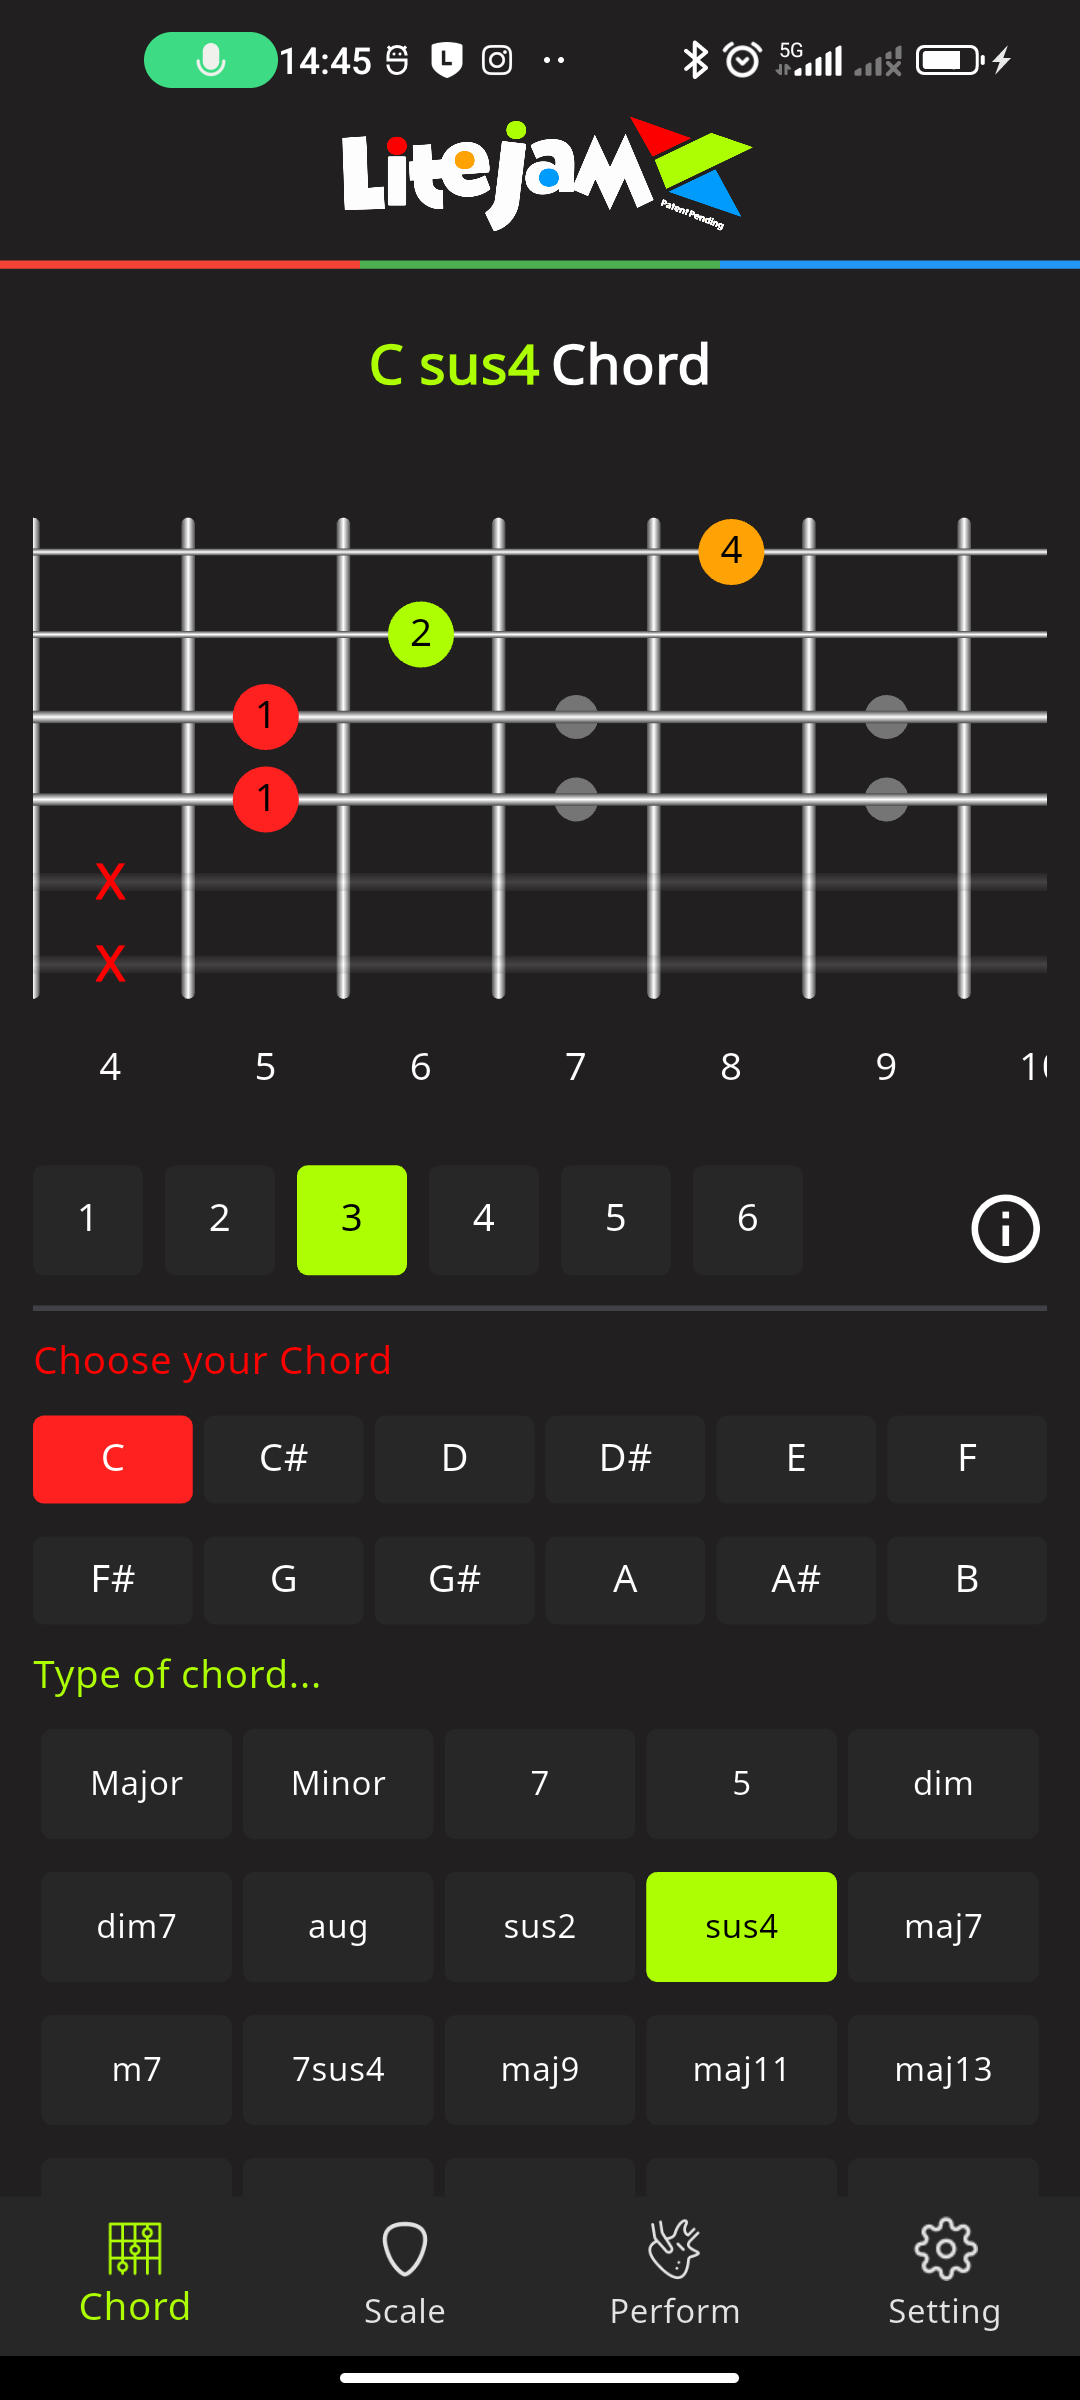 14:45 5G
LiteJam
Patent Pending
C sus4 Chord
4
2
1
1
X
X
4 5 6 7 8 9
1 2 3 4 5 6
Choose your Chord
C C# D D# E F
F# G G# A A# B
Type of chord...
Major Minor 7 5 dim
dim7 aug sus2 sus4 maj7
m7 7sus4 maj9 maj11 maj13
Chord Scale Perform Setting